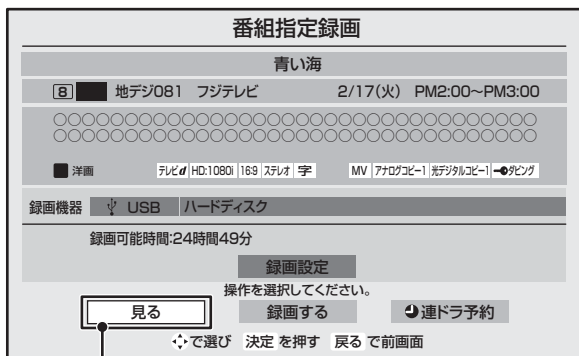 番組指定録画
青い海
8 地デジ081 フジテレビ 2/17(火) PM2:00~PM3:00
○○○○○○○○○○○○○○○○○○○○○○○○○○○○○○○○○○○
○○○○○○○○○○○○○○○○○○○○○○○○○○○○○○○○○○○
洋画 テレビd HD:1080i 16:9 ステレオ 字 MV アナログコピー1 光デジタルコピー1 ダビング
録画機器 USB ハードディスク
録画可能時間:24時間49分
録画設定
操作を選択してください。
見る 録画する 連ドラ予約
で選び 決定 を押す 戻る で前画面